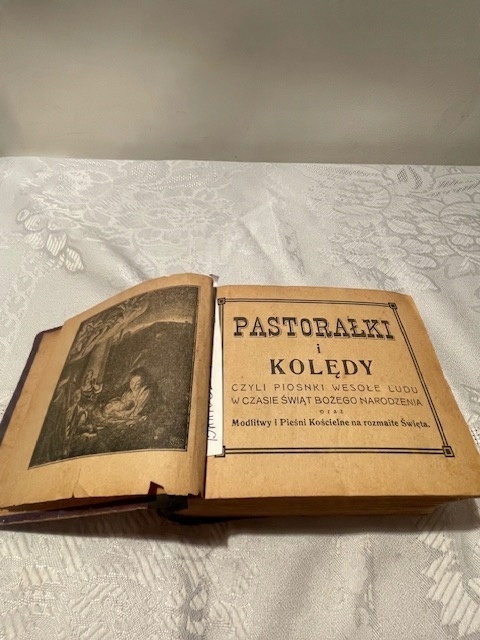 PASTORAŁKI
i
KOLĘDY
CZYLI PIOSNKI WESOŁE LUDU
W CZASIE ŚWIĄT BOŻEGO NARODZENIA
oraz
Modlitwy i Pieśni Kościelne na rozmaite Święta.